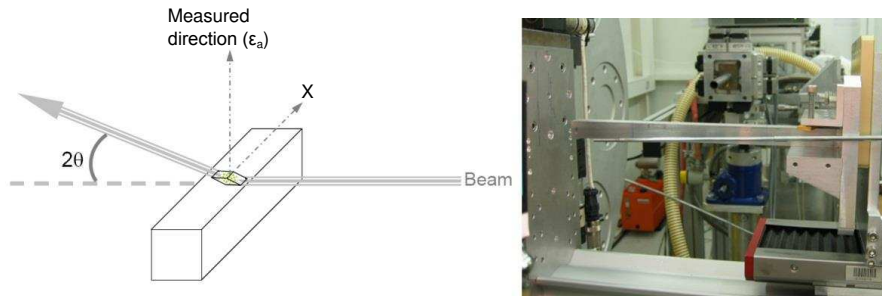 Measured
direction (εₐ)
X
2θ
Beam